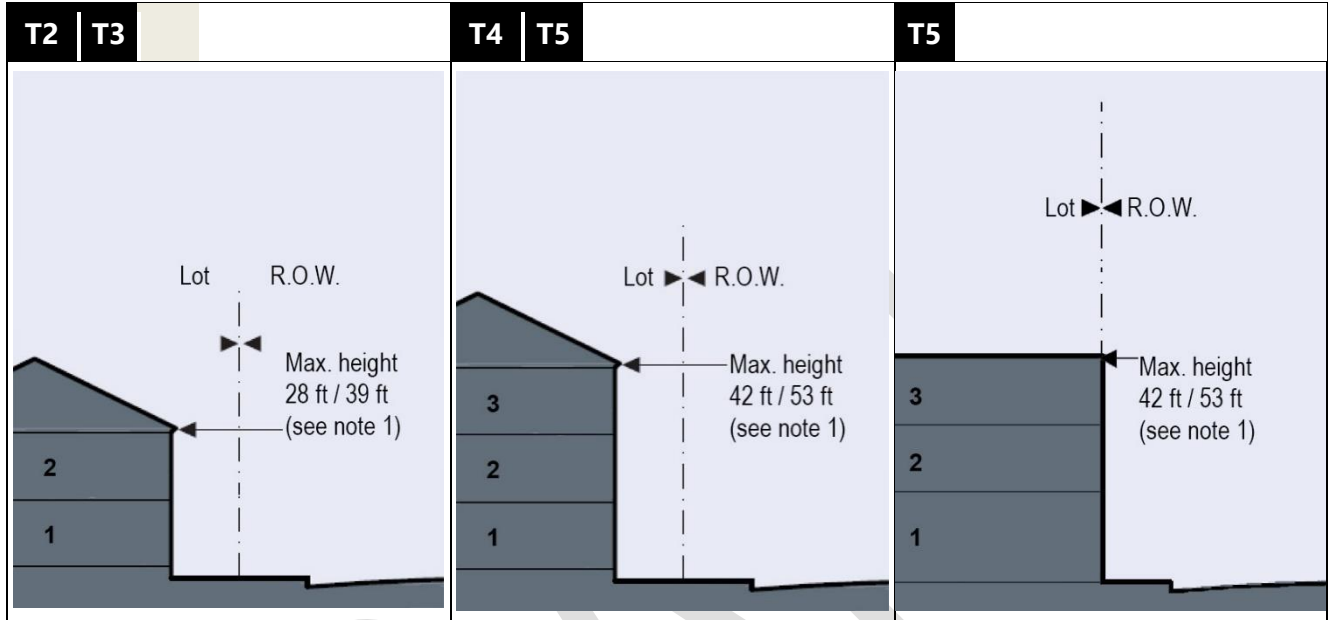 T2 T3
Lot R.O.W.
Max. height
28 ft / 39 ft
(see note 1)
2
1
T4 T5
Lot R.O.W.
Max. height
42 ft / 53 ft
(see note 1)
3
2
1
T5
Lot R.O.W.
Max. height
42 ft / 53 ft
(see note 1)
3
2
1